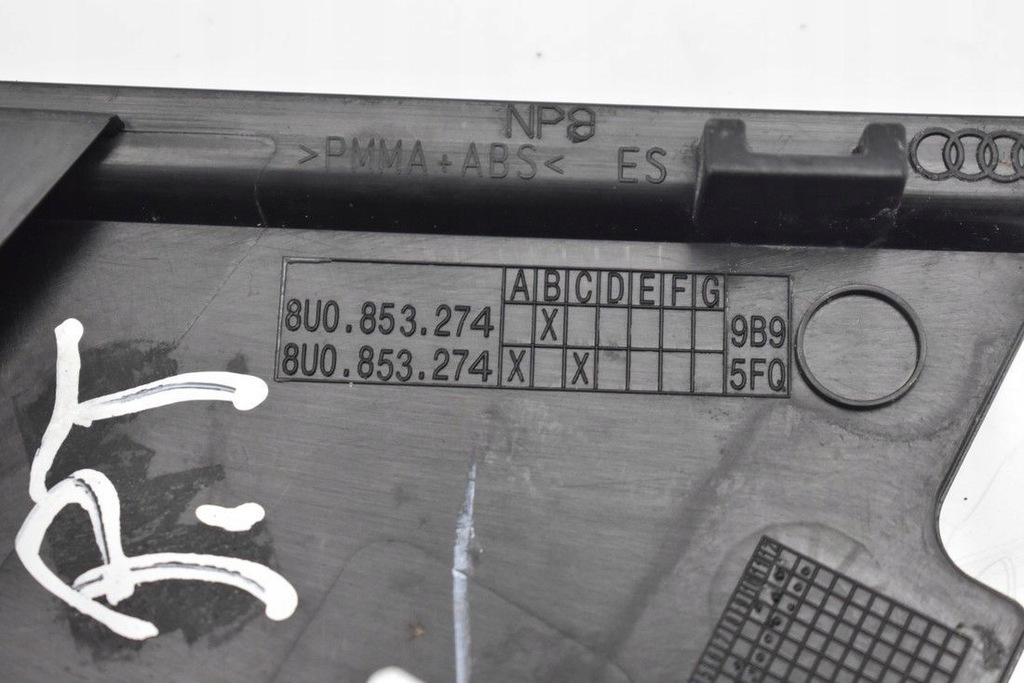 NP8
>PMMA+ABS< ES
A B C D E F G
8U0.853.274 X 9B9
8U0.853.274 X X 5FQ